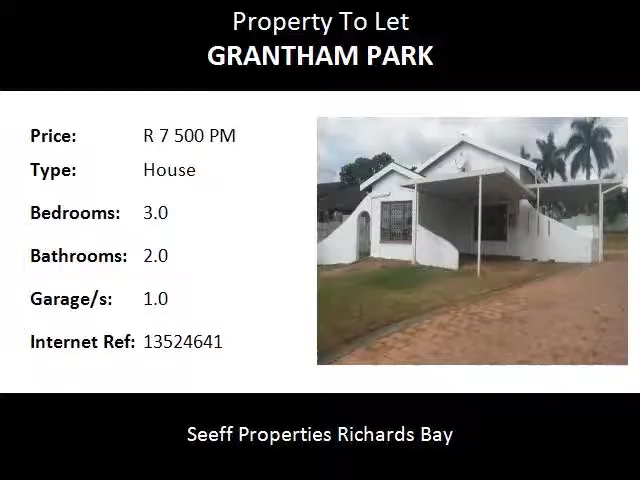 Property To Let
GRANTHAM PARK
Price: R 7 500 PM
Type: House
Bedrooms: 3.0
Bathrooms: 2.0
Garage/s: 1.0
Internet Ref: 13524641
Seeff Properties Richards Bay